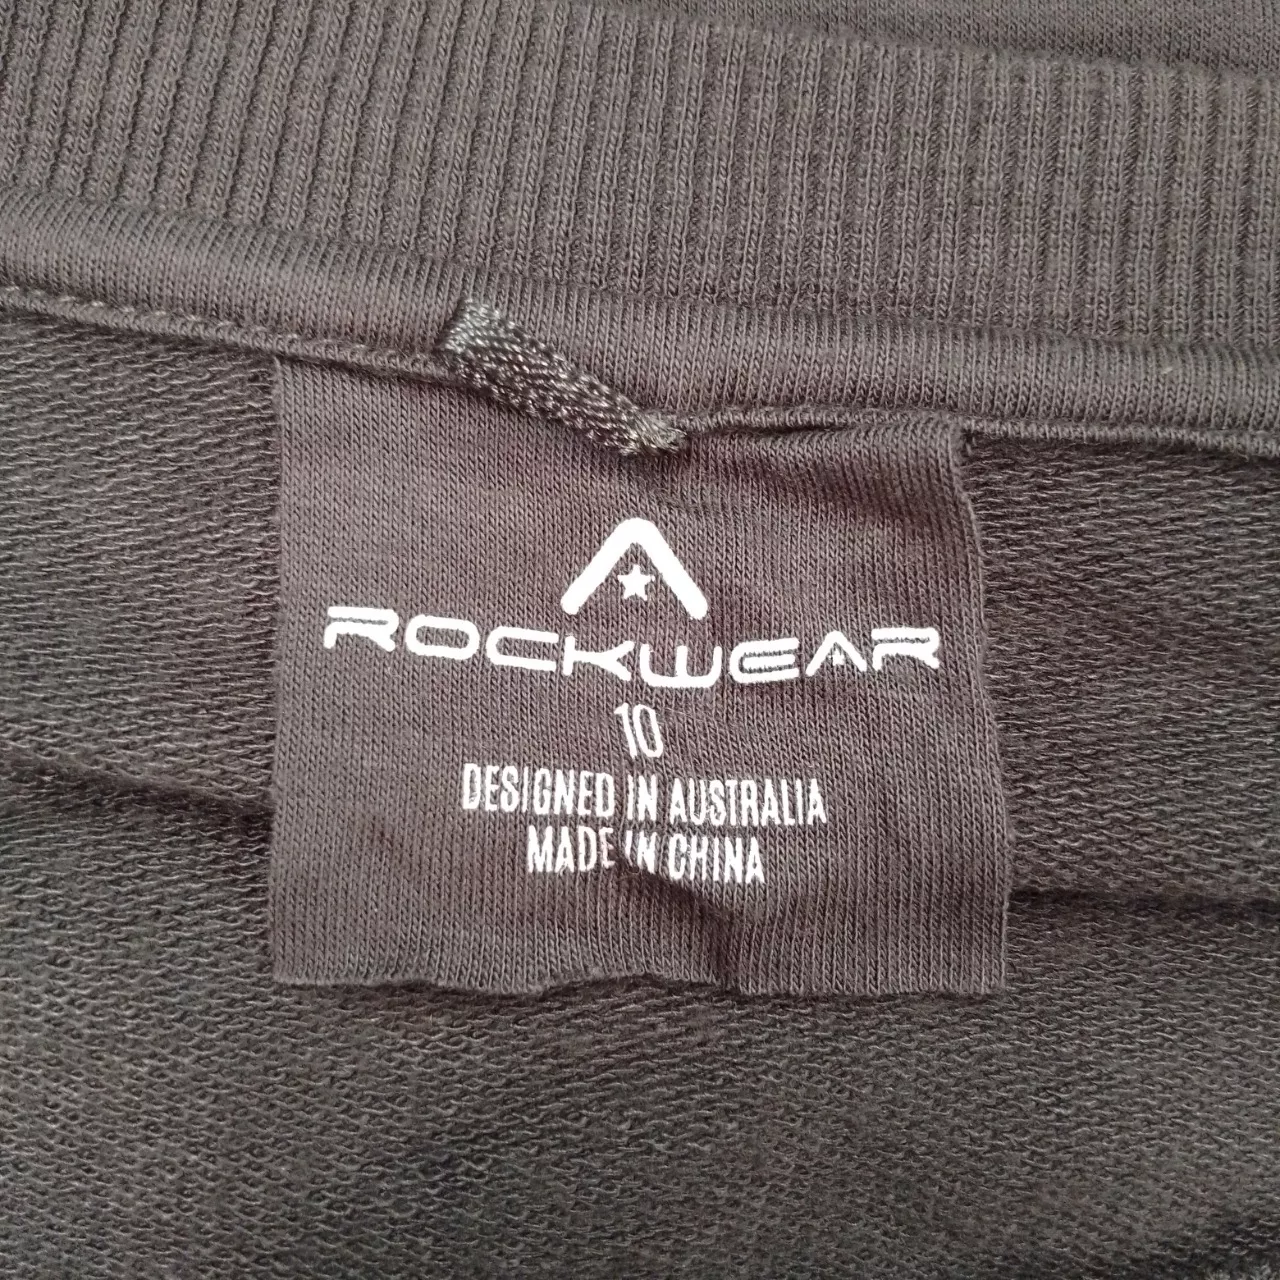 ROCKWEAR
10
DESIGNED IN AUSTRALIA
MADE IN CHINA